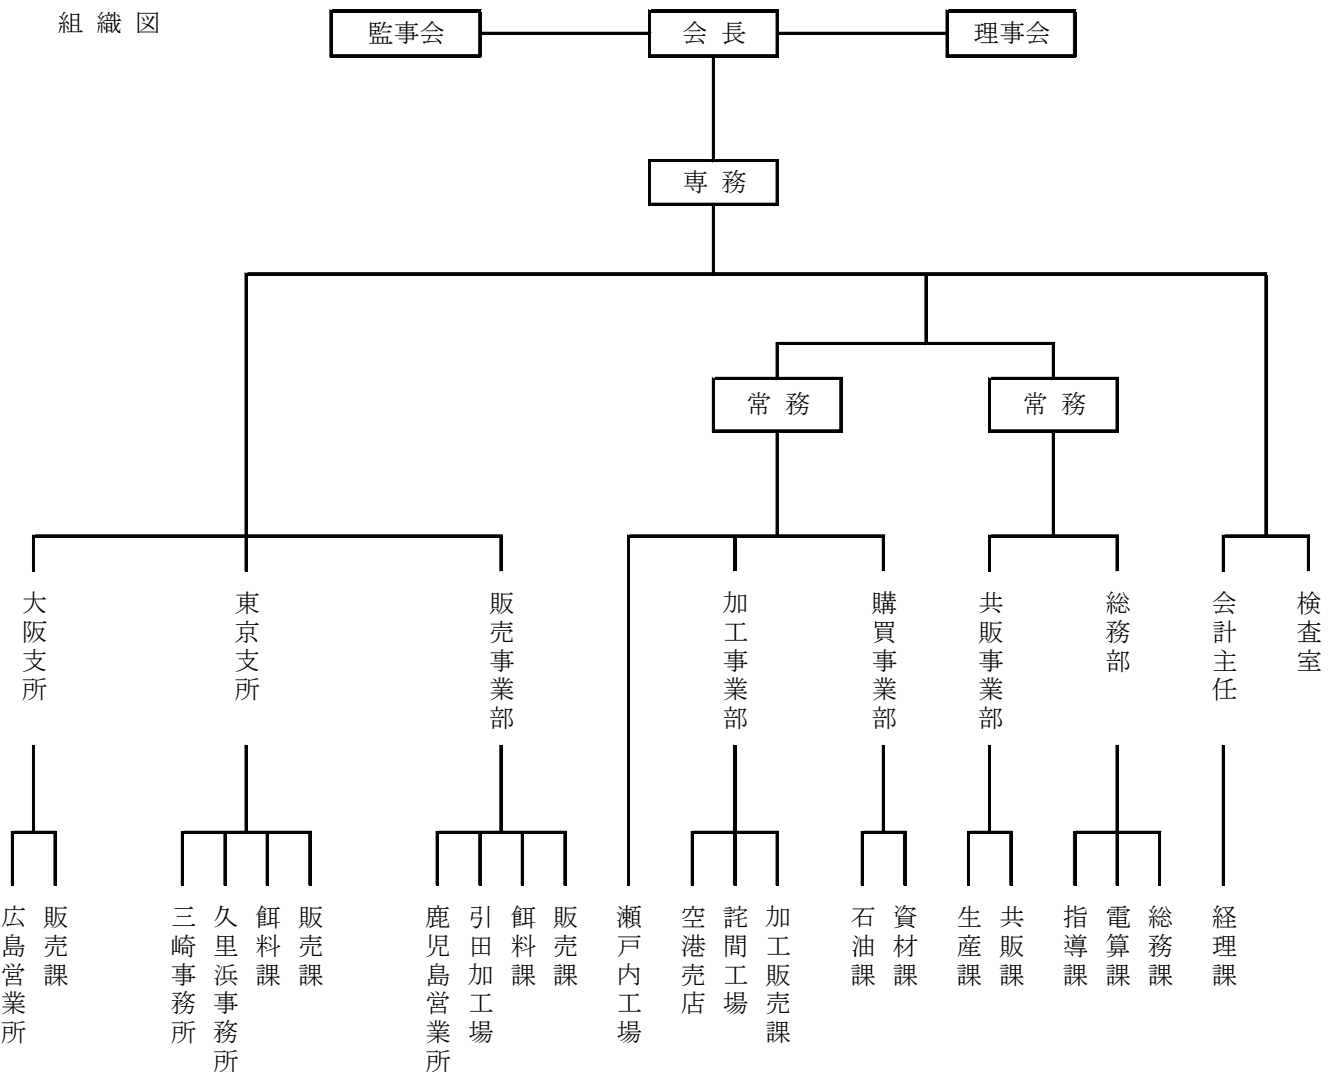 組織図
監事会
会長
理事会
専務
常務
常務
検査室
会計主任
総務部
共販事業部
購買事業部
加工事業部
販売事業部
東京支所
大阪支所
経理課
総務課
電算課
指導課
共販課
生産課
資材課
石油課
加工販売課
詫間工場
空港売店
瀬戸内工場
販売課
餌料課
引田加工場
鹿児島営業所
販売課
餌料課
久里浜事務所
三崎事務所
販売課
広島営業所